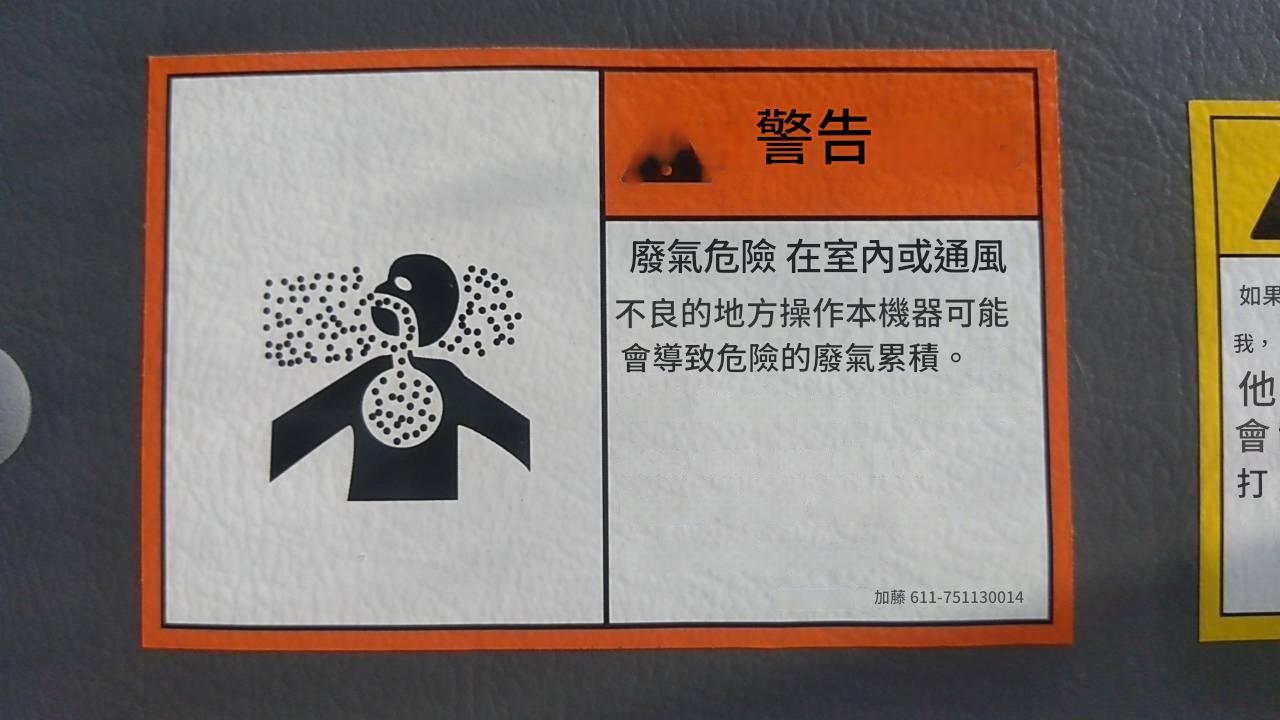 警告
廢氣危險 在室內或通風
不良的地方操作本機器可能
會導致危險的廢氣累積。
加藤 611-751130014
如果
我，
他
會
打